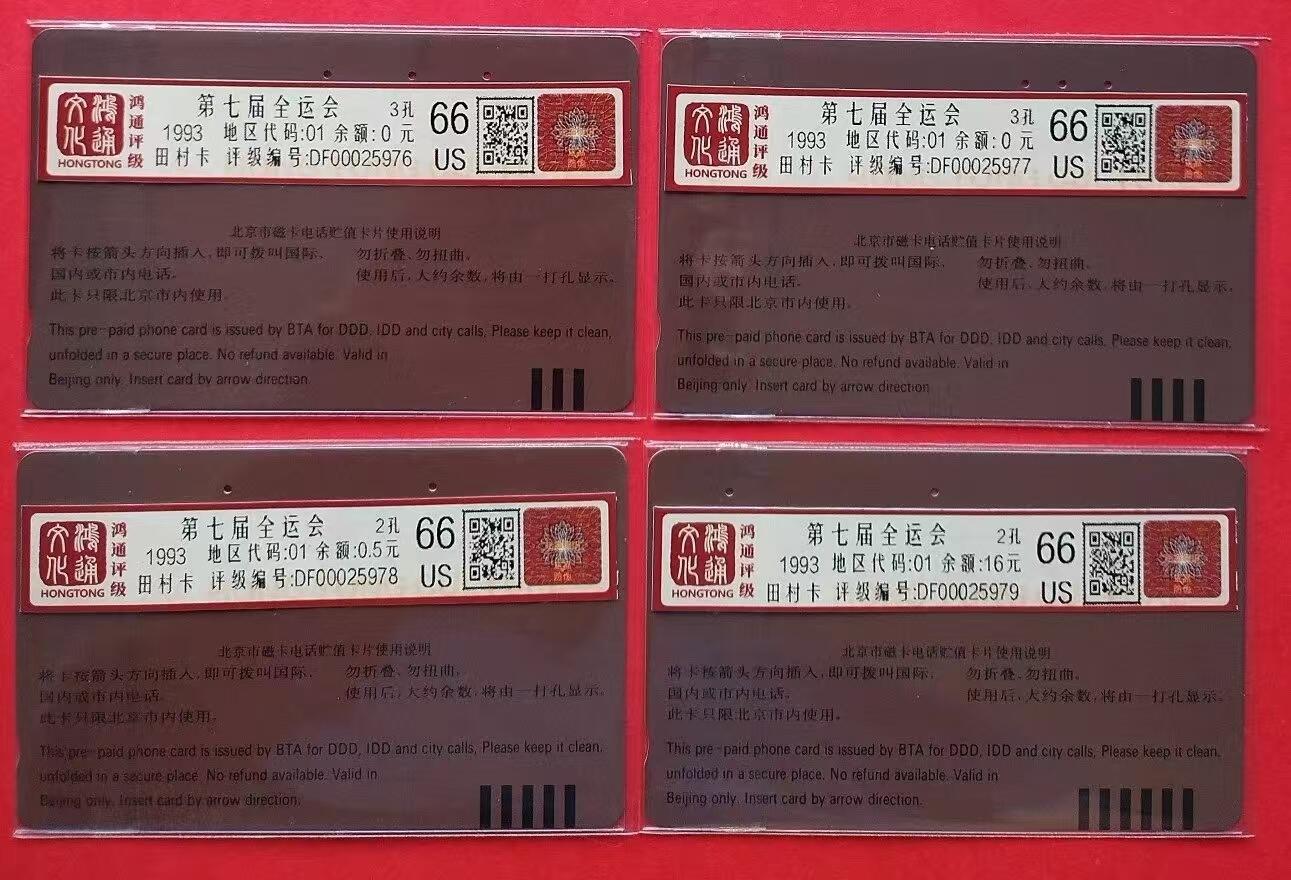 鸿通文化
HONGTONG
鸿通评级
第七届全运会 3孔
1993 地区代码:01 余额:0 元
田村卡 评级编号:DF00025976
66
US
防伪
北京市磁卡电话贮值卡片使用说明
将卡按箭头方向插入,即可拨叫国际、
国内或市内电话。
此卡只限北京市内使用。
勿折叠、勿扭曲。
使用后,大约余数,将由一打孔显示。
This pre-paid phone card is issued by BTA for DDD, IDD and city calls, Please keep it clean,
unfolded in a secure place. No refund available. Valid in
Beijing only. Insert card by arrow direction.
鸿通文化
HONGTONG
鸿通评级
第七届全运会 3孔
1993 地区代码:01 余额:0 元
田村卡 评级编号:DF00025977
66
US
防伪
北京市磁卡电话贮值卡片使用说明
将卡按箭头方向插入,即可拨叫国际、
国内或市内电话。
此卡只限北京市内使用。
勿折叠、勿扭曲。
使用后,大约余数,将由一打孔显示。
This pre-paid phone card is issued by BTA for DDD, IDD and city calls, Please keep it clean,
unfolded in a secure place. No refund available. Valid in
Beijing only. Insert card by arrow direction.
鸿通文化
HONGTONG
鸿通评级
第七届全运会 2孔
1993 地区代码:01 余额:0.5元
田村卡 评级编号:DF00025978
66
US
防伪
北京市磁卡电话贮值卡片使用说明
将卡按箭头方向插入,即可拨叫国际、
国内或市内电话。
此卡只限北京市内使用。
勿折叠、勿扭曲。
使用后,大约余数,将由一打孔显示。
This pre-paid phone card is issued by BTA for DDD, IDD and city calls, Please keep it clean,
unfolded in a secure place. No refund available. Valid in
Beijing only. Insert card by arrow direction.
鸿通文化
HONGTONG
鸿通评级
第七届全运会 2孔
1993 地区代码:01 余额:16元
田村卡 评级编号:DF00025979
66
US
防伪
北京市磁卡电话贮值卡片使用说明
将卡按箭头方向插入,即可拨叫国际、
国内或市内电话。
此卡只限北京市内使用。
勿折叠、勿扭曲。
使用后,大约余数,将由一打孔显示。
This pre-paid phone card is issued by BTA for DDD, IDD and city calls, Please keep it clean,
unfolded in a secure place. No refund available. Valid in
Beijing only. Insert card by arrow direction.